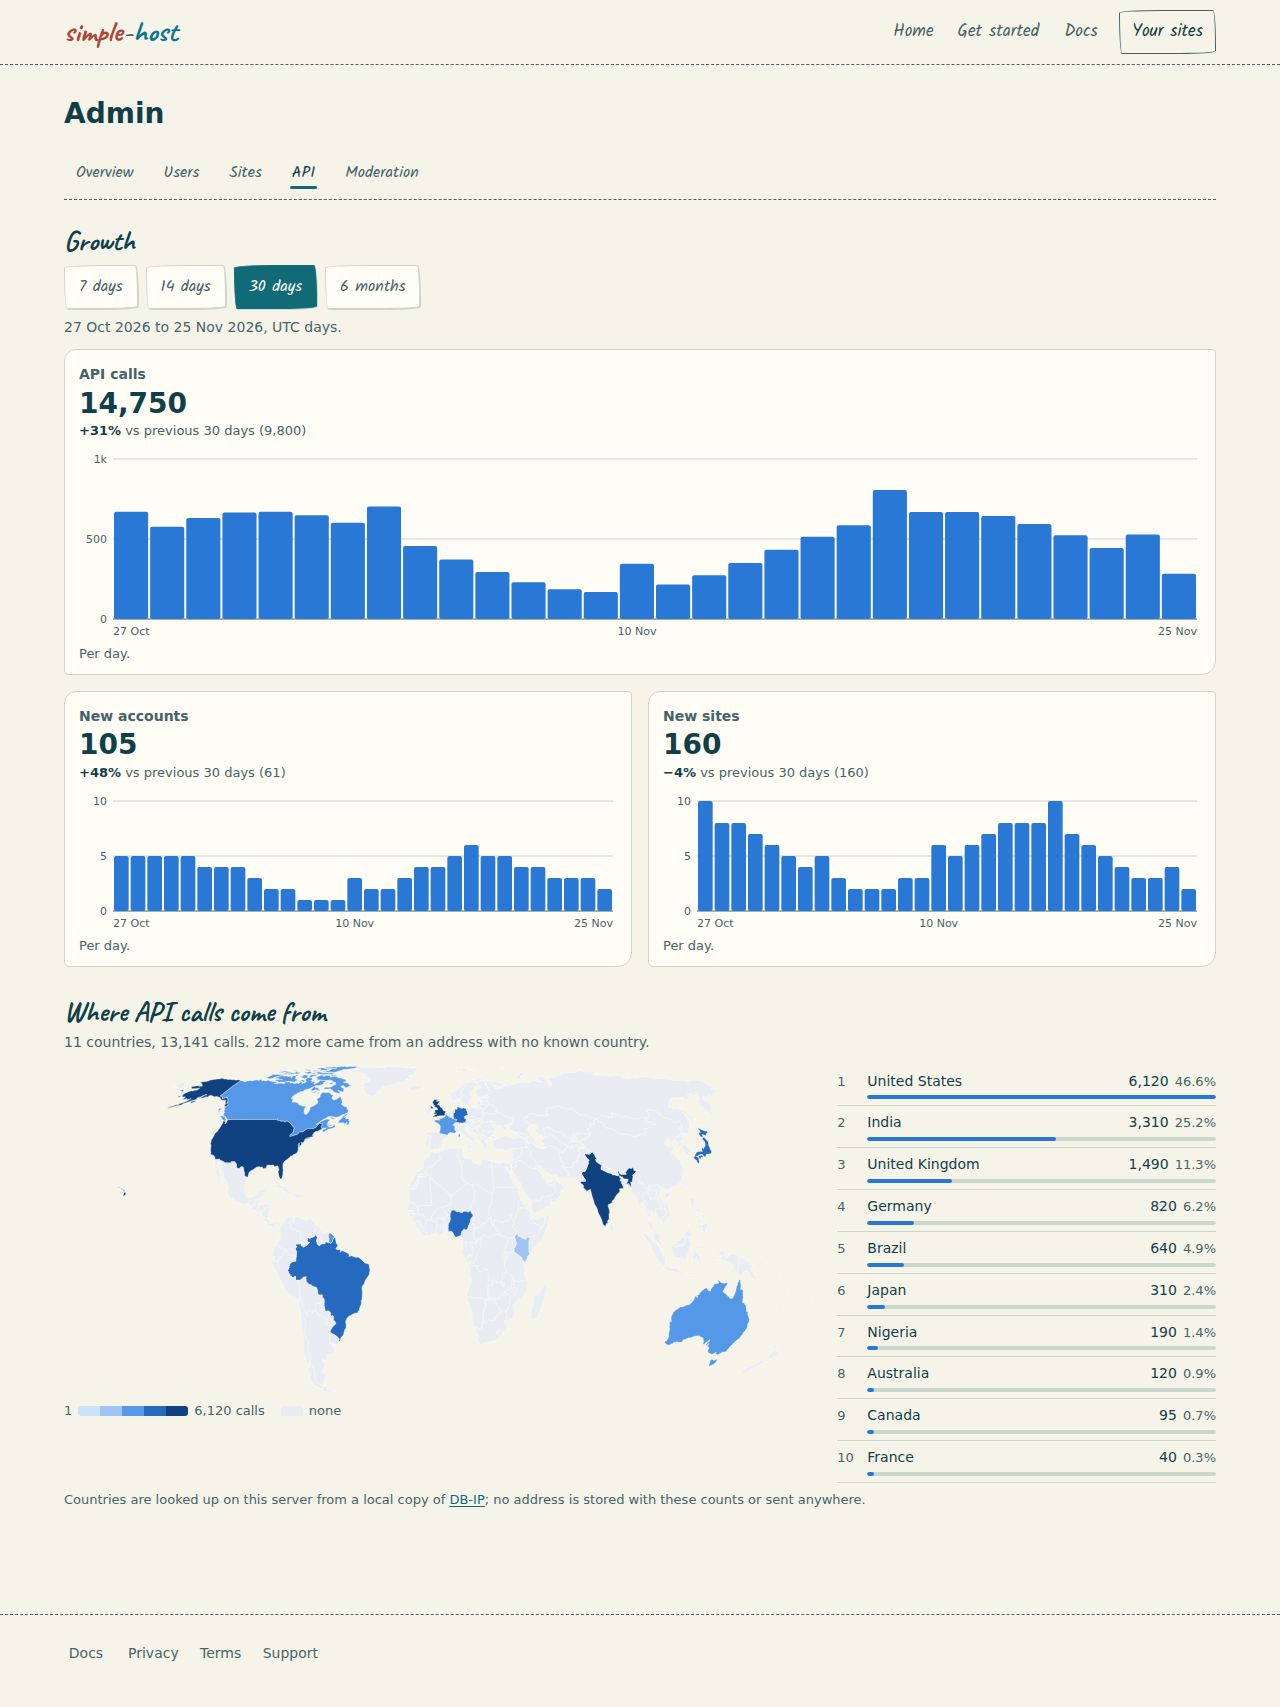 simple-host
Home Get started Docs Your sites
Admin
Overview Users Sites API Moderation
Growth
7 days 14 days 30 days 6 months
27 Oct 2026 to 25 Nov 2026, UTC days.
API calls
14,750
+31% vs previous 30 days (9,800)
1k
500
0
27 Oct 10 Nov 25 Nov
Per day.
New accounts
105
+48% vs previous 30 days (61)
10
5
0
27 Oct 10 Nov 25 Nov
Per day.
New sites
160
−4% vs previous 30 days (160)
10
5
0
27 Oct 10 Nov 25 Nov
Per day.
Where API calls come from
11 countries, 13,141 calls. 212 more came from an address with no known country.
1 6,120 calls none
1 United States 6,120 46.6%
2 India 3,310 25.2%
3 United Kingdom 1,490 11.3%
4 Germany 820 6.2%
5 Brazil 640 4.9%
6 Japan 310 2.4%
7 Nigeria 190 1.4%
8 Australia 120 0.9%
9 Canada 95 0.7%
10 France 40 0.3%
Countries are looked up on this server from a local copy of DB-IP; no address is stored with these counts or sent anywhere.
Docs Privacy Terms Support